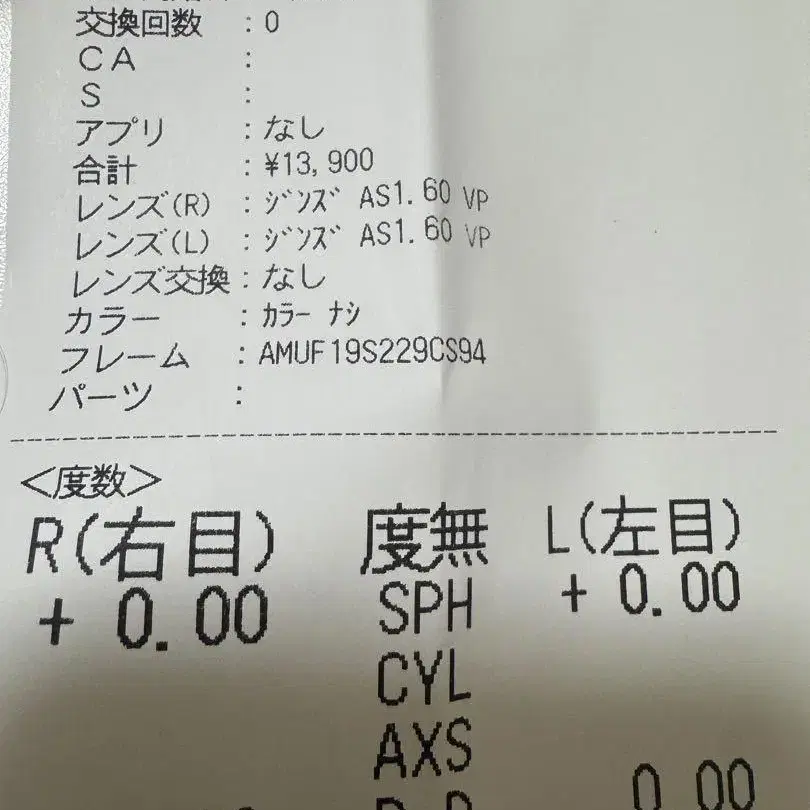 交換回数 : 0
CA :
S :
アプリ : なし
合計 : ¥13,900
レンズ(R) : ジンズ AS1.60 VP
レンズ(L) : ジンズ AS1.60 VP
レンズ交換 : なし
カラー : カラー ナシ
フレーム : AMUF19S229CS94
パーツ :
<度数>
R(右目) 度無 L(左目)
+ 0.00 SPH + 0.00
CYL
AXS
0.00